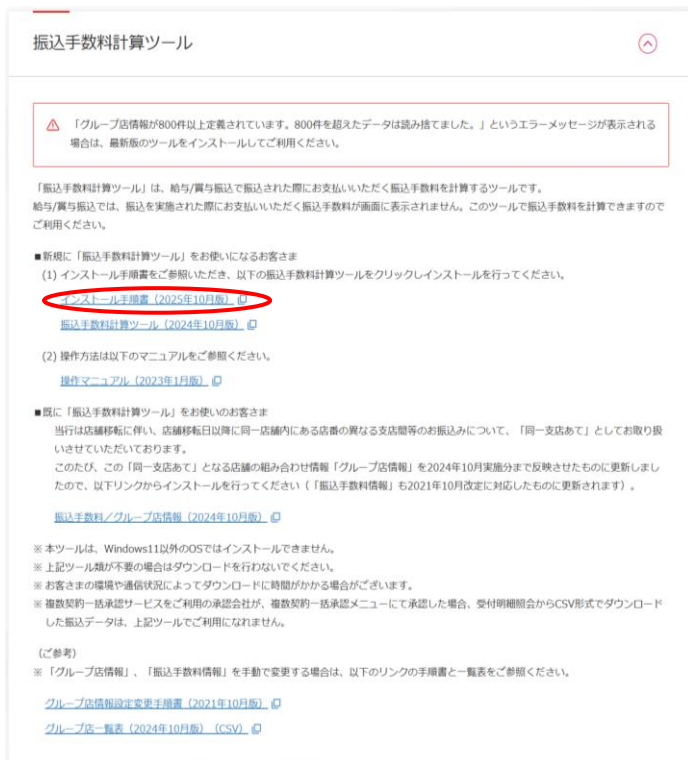 振込手数料計算ツール
「グループ店情報が800件以上定義されています。800件を超えたデータは読み捨てました。」というエラーメッセージが表示される
場合は、最新版のツールをインストールしてご利用ください。
「振込手数料計算ツール」は、給与/賞与振込で振込された際にお支払いいただく振込手数料を計算するツールです。
給与/賞与振込では、振込を実施された際にお支払いいただく振込手数料が画面に表示されません。このツールで振込手数料を計算できますので
ご利用ください。
■新規に「振込手数料計算ツール」をお使いになるお客さま
(1) インストール手順書をご参照いただき、以下の振込手数料計算ツールをクリックしインストールを行ってください。
インストール手順書（2025年10月版）
振込手数料計算ツール（2024年10月版）
(2) 操作方法は以下のマニュアルをご参照ください。
操作マニュアル（2023年1月版）
■既に「振込手数料計算ツール」をお使いのお客さま
当行は店舗移転に伴い、店舗移転日以降に同一店舗内にある店番の異なる支店間等のお振込みについて、「同一支店あて」としてお取り扱
いさせていただいております。
このたび、この「同一支店あて」となる店舗の組み合わせ情報「グループ店情報」を2024年10月実施分まで反映させたものに更新しまし
たので、以下リンクからインストールを行ってください（「振込手数料情報」も2021年10月改定に対応したものに更新されます）。
振込手数料／グループ店情報（2024年10月版）
※ 本ツールは、Windows11以外のOSではインストールできません。
※ 上記ツール類が不要の場合はダウンロードを行わないでください。
※ お客さまの環境や通信状況によってダウンロードに時間がかかる場合がございます。
※ 複数契約一括承認サービスをご利用の承認会社が、複数契約一括承認メニューにて承認した場合、受付明細照会からCSV形式でダウンロード
した振込データは、上記ツールでご利用になれません。
（ご参考）
※「グループ店情報」、「振込手数料情報」を手動で変更する場合は、以下のリンクの手順書と一覧表をご参照ください。
グループ店情報設定変更手順書（2021年10月版）
グループ店一覧表（2024年10月版）（CSV）